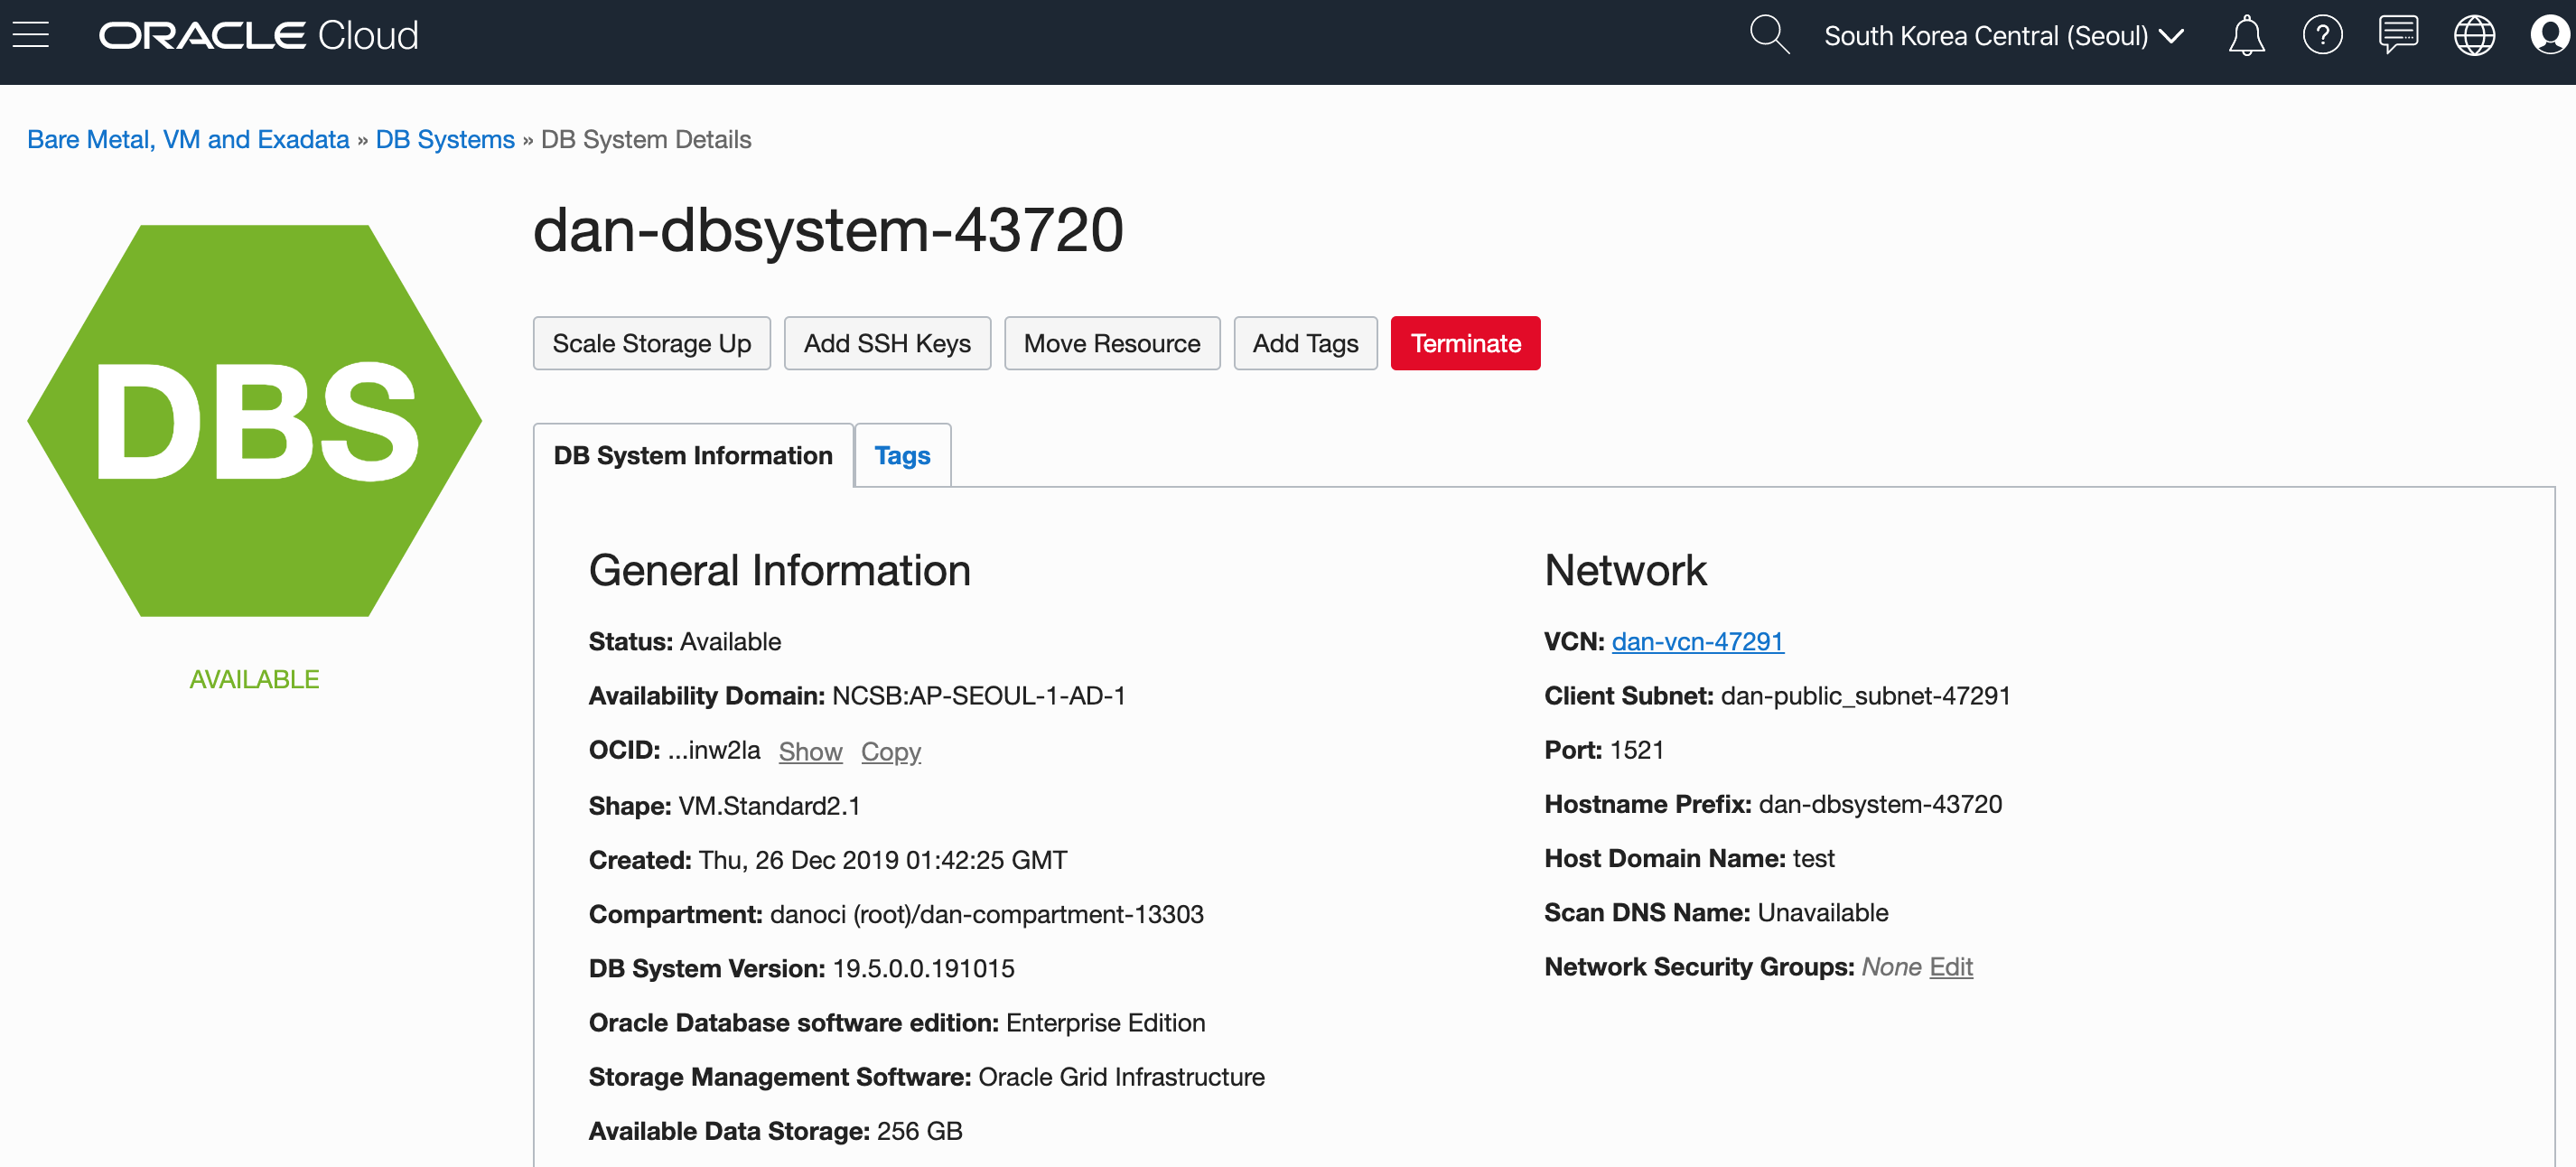 ORACLE Cloud
South Korea Central (Seoul)
Bare Metal, VM and Exadata » DB Systems » DB System Details
DBS
AVAILABLE
dan-dbsystem-43720
Scale Storage Up
Add SSH Keys
Move Resource
Add Tags
Terminate
DB System Information
Tags
General Information
Status: Available
Availability Domain: NCSB:AP-SEOUL-1-AD-1
OCID: ...inw2la Show Copy
Shape: VM.Standard2.1
Created: Thu, 26 Dec 2019 01:42:25 GMT
Compartment: danoci (root)/dan-compartment-13303
DB System Version: 19.5.0.0.191015
Oracle Database software edition: Enterprise Edition
Storage Management Software: Oracle Grid Infrastructure
Available Data Storage: 256 GB
Network
VCN: dan-vcn-47291
Client Subnet: dan-public_subnet-47291
Port: 1521
Hostname Prefix: dan-dbsystem-43720
Host Domain Name: test
Scan DNS Name: Unavailable
Network Security Groups: None Edit